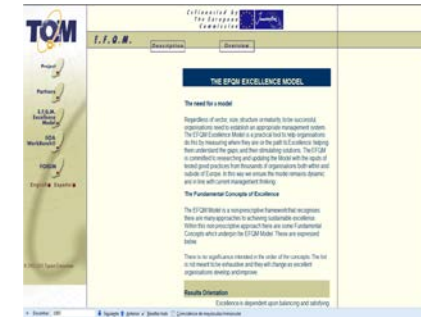 Cofinanciad by
The European
Commission
TQM
E.F.Q.M.
Description
Overview
Project
Partners
E.F.Q.M.
Excellence
Model
FORUM
English Español
THE EFQM EXCELLENCE MODEL
The need for a model
Regardless of sector, size, structure or maturity, to be successful,
organisations need to establish an appropriate management system.
The EFQM Excellence Model is a practical tool to help organisations
do this by measuring where they are on the path to Excellence; helping
them understand the gaps; and then stimulating solutions. The EFQM
is committed to researching and updating the Model with the inputs of
tested good practices from thousands of organisations both within and
outside of Europe. In this way we ensure the model remains dynamic
and in line with current management thinking.
The Fundamental Concepts of Excellence
The EFQM Model is a non-prescriptive framework that recognises
there are many approaches to achieving sustainable excellence.
Within this non-prescriptive approach there are some Fundamental
Concepts which underpin the EFQM Model. These are expressed
below.
There is no significance intended in the order of the concepts. The list
is not meant to be exhaustive and they will change as excellent
organisations develop and improve.
Results Orientation
Excellence is dependent upon balancing and satisfying